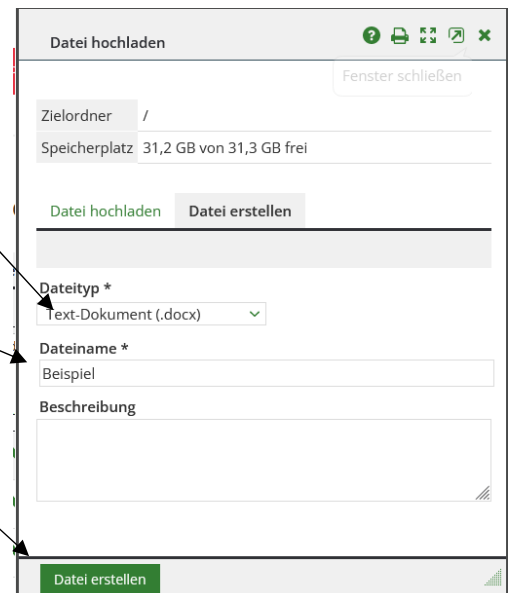 Datei hochladen
Fenster schließen
Zielordner /
Speicherplatz 31,2 GB von 31,3 GB frei
Datei hochladen Datei erstellen
Dateityp *
Text-Dokument (.docx)
Dateiname *
Beispiel
Beschreibung
Datei erstellen